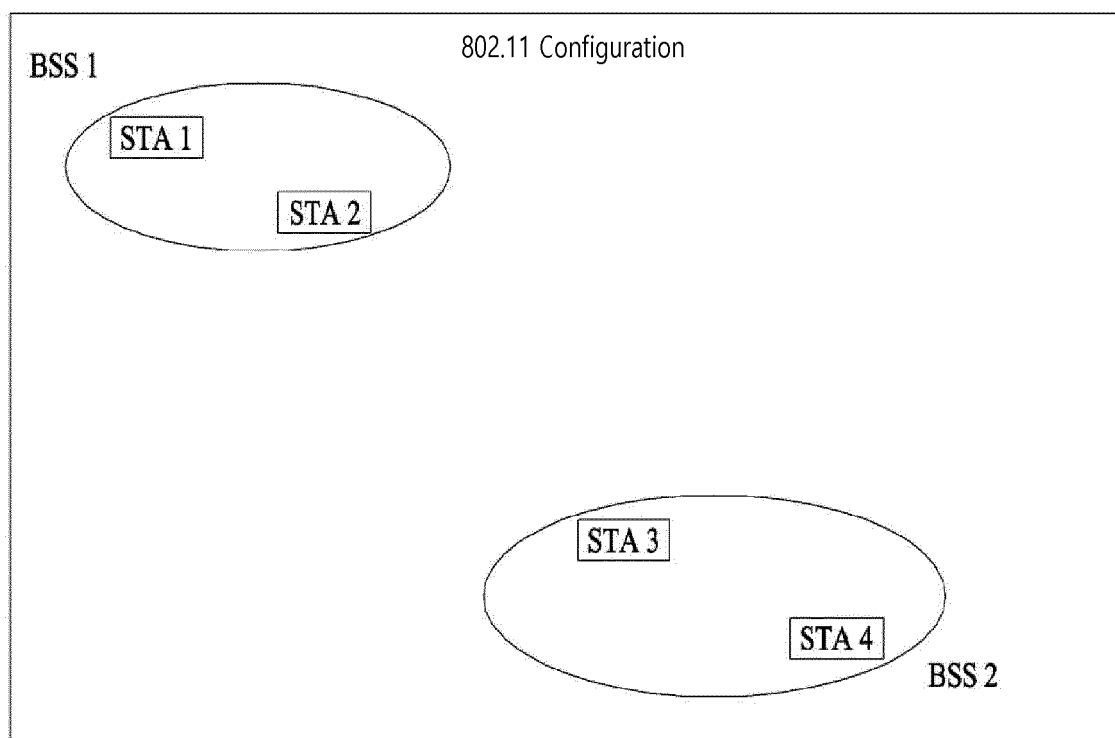 802.11 Configuration
BSS 1
STA 1
STA 2
STA 3
STA 4
BSS 2